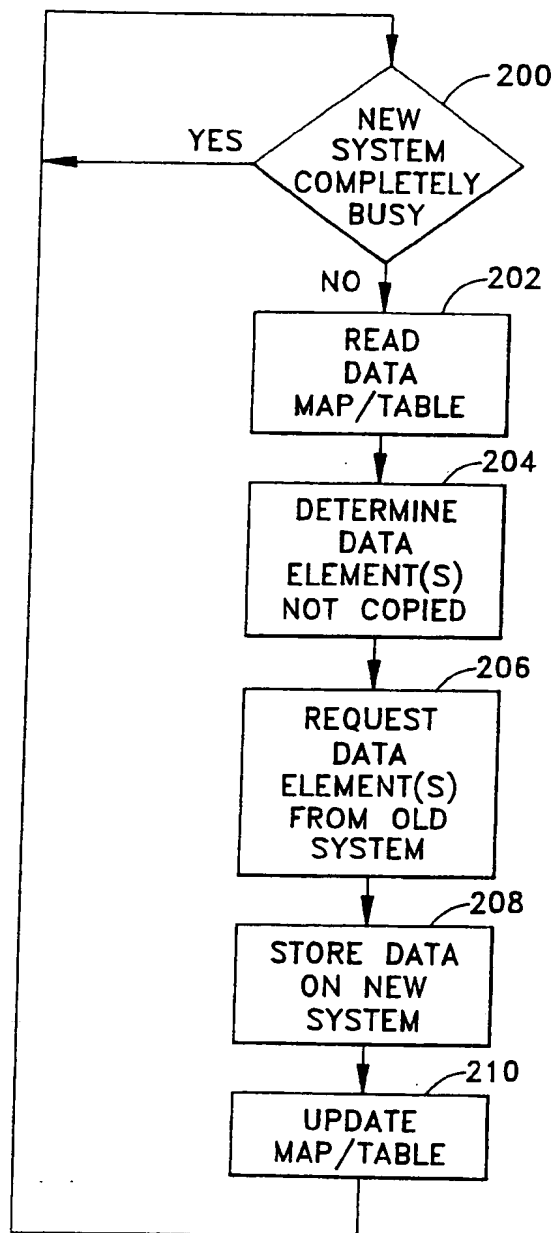 200
NEW
SYSTEM
COMPLETELY
BUSY
YES
NO
202
READ
DATA
MAP/TABLE
204
DETERMINE
DATA
ELEMENT(S)
NOT COPIED
206
REQUEST
DATA
ELEMENT(S)
FROM OLD
SYSTEM
208
STORE DATA
ON NEW
SYSTEM
210
UPDATE
MAP/TABLE